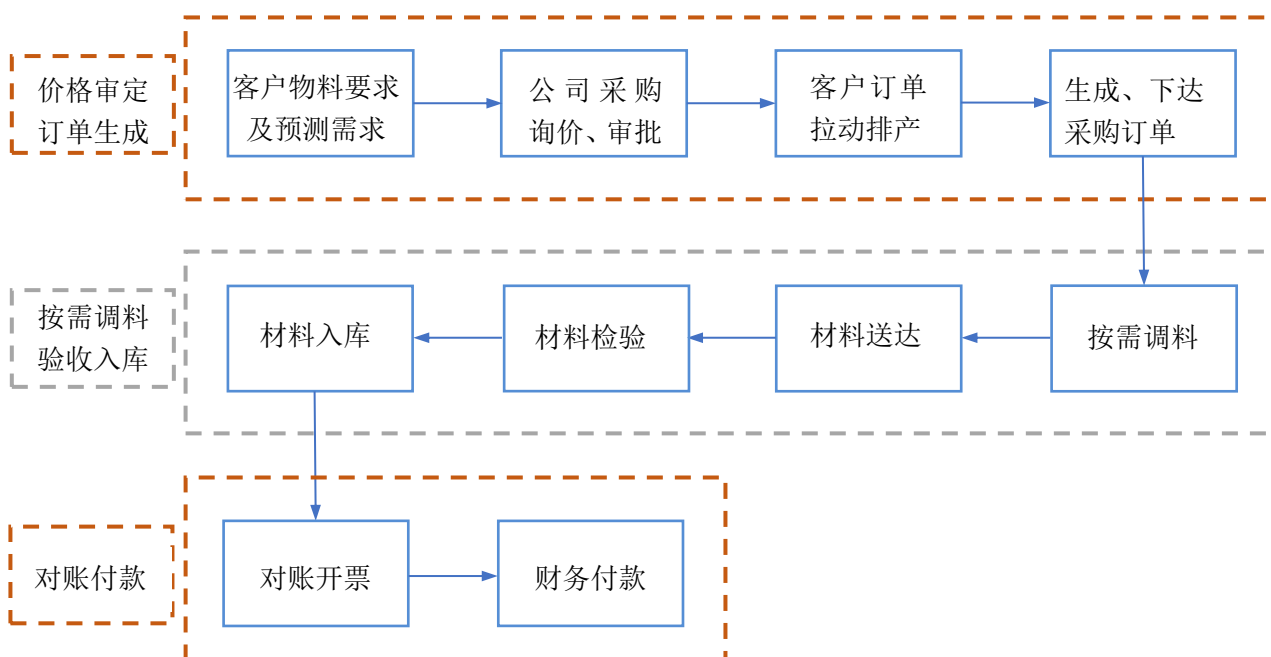 价格审定
订单生成
客户物料要求
及预测需求
公司采购
询价、审批
客户订单
拉动排产
生成、下达
采购订单
按需调料
验收入库
材料入库
材料检验
材料送达
按需调料
对账付款
对账开票
财务付款